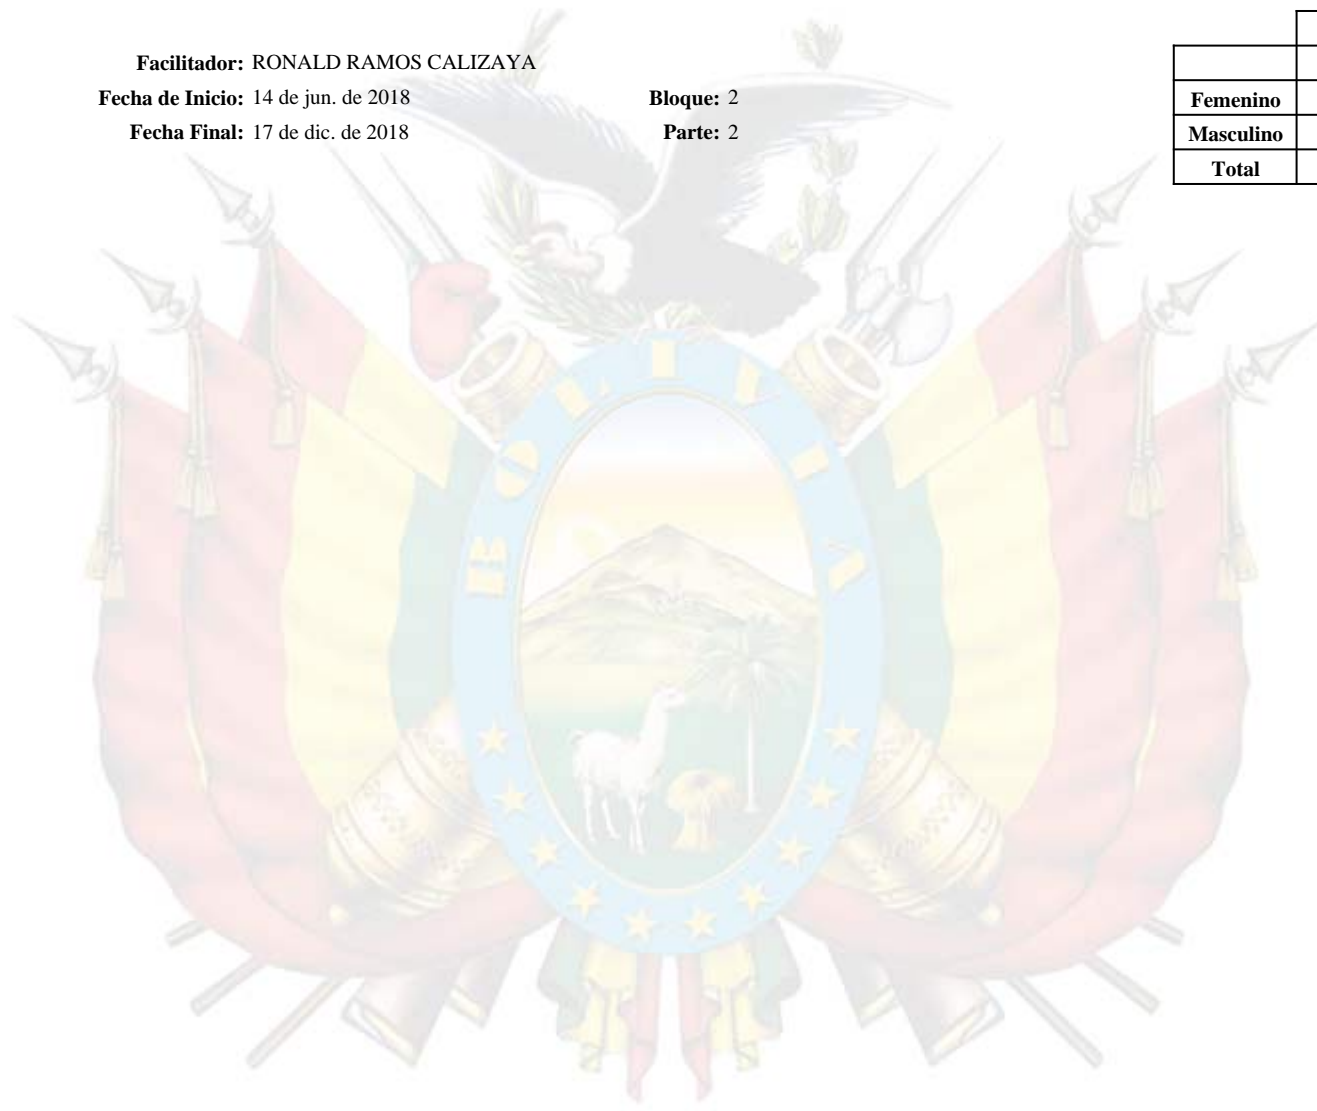 Facilitador: RONALD RAMOS CALIZAYA
Fecha de Inicio: 14 de jun. de 2018
Bloque: 2
Fecha Final: 17 de dic. de 2018
Parte: 2
Femenino
Masculino
Total
BOLIVIA